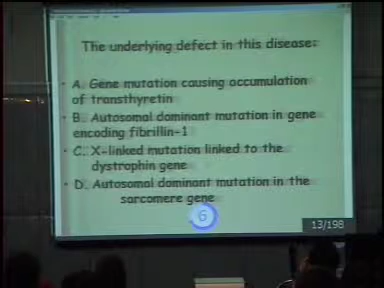 The underlying defect in this disease:
• A. Gene mutation causing accumulation
of transthyretin
• B. Autosomal dominant mutation in gene
encoding fibrillin-1
• C. X-linked mutation linked to the
dystrophin gene
• D. Autosomal dominant mutation in the
sarcomere gene
6
13/198